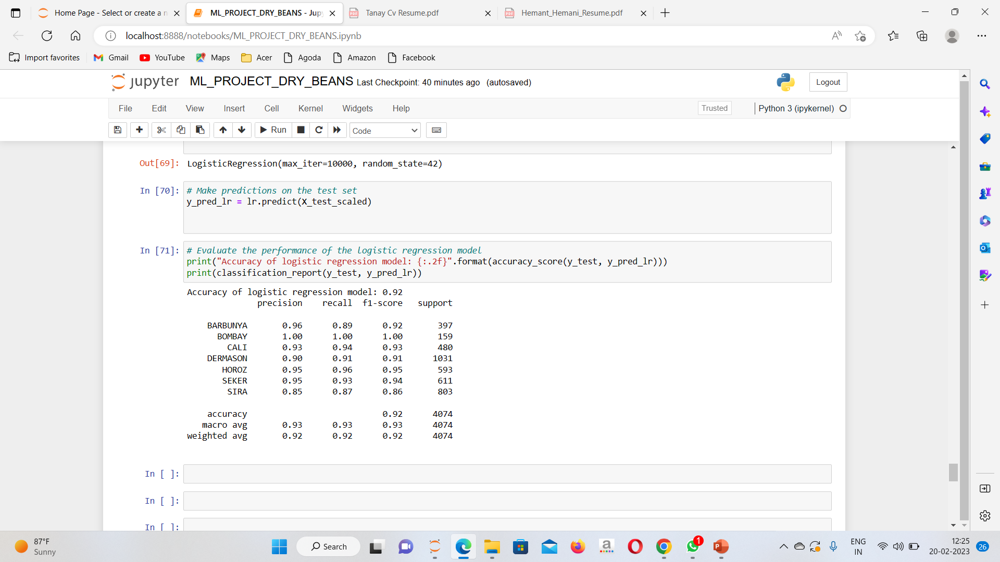 Home Page - Select or create a n
ML_PROJECT_DRY_BEANS - Jup
Tanay Cv Resume.pdf
Hemant_Hemani_Resume.pdf
localhost:8888/notebooks/ML_PROJECT_DRY_BEANS.ipynb
Import favorites Gmail YouTube Maps Acer Agoda Amazon Facebook
jupyter ML_PROJECT_DRY_BEANS Last Checkpoint: 40 minutes ago (autosaved) Logout
File Edit View Insert Cell Kernel Widgets Help Trusted Python 3 (ipykernel)
Run Code
Out[69]: LogisticRegression(max_iter=10000, random_state=42)
In [70]: # Make predictions on the test set
y_pred_lr = lr.predict(X_test_scaled)
In [71]: # Evaluate the performance of the logistic regression model
print("Accuracy of logistic regression model: {:.2f}".format(accuracy_score(y_test, y_pred_lr)))
print(classification_report(y_test, y_pred_lr))
Accuracy of logistic regression model: 0.92
precision recall f1-score support
BARBUNYA 0.96 0.89 0.92 397
BOMBAY 1.00 1.00 1.00 159
CALI 0.93 0.94 0.93 480
DERMASON 0.90 0.91 0.91 1031
HOROZ 0.95 0.96 0.95 593
SEKER 0.95 0.93 0.94 611
SIRA 0.85 0.87 0.86 803
accuracy 0.92 4074
macro avg 0.93 0.93 0.93 4074
weighted avg 0.92 0.92 0.92 4074
In [ ]:
In [ ]:
In [ ]:
87°F
Sunny
Search
1
ENG
IN
12:25
20-02-2023
26